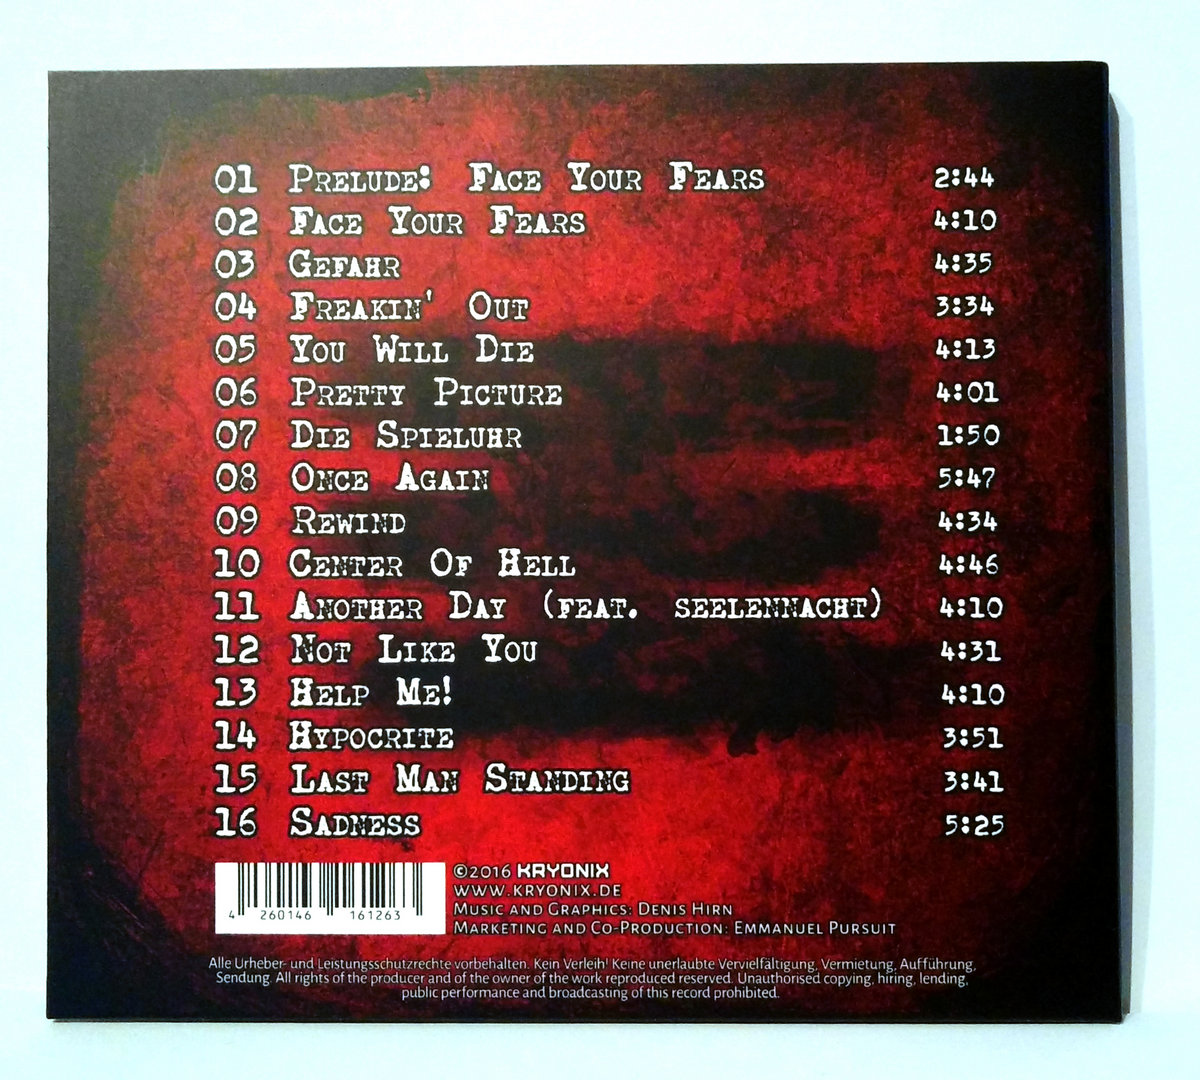 01 Prelude: Face Your Fears 2:44
02 Face Your Fears 4:10
03 Gefahr 4:35
04 Freakin' Out 3:34
05 You Will Die 4:13
06 Pretty Picture 4:01
07 Die Spieluhr 1:50
08 Once Again 5:47
09 Rewind 4:34
10 Center Of Hell 4:46
11 Another Day (feat. seelennacht) 4:10
12 Not Like You 4:31
13 Help Me! 4:10
14 Hypocrite 3:51
15 Last Man Standing 3:41
16 Sadness 5:25
4 260146 161263
©2016 KRYONIX
www.kryonix.de
Music and Graphics: Denis Hirn
Marketing and Co-Production: Emmanuel Pursuit
Alle Urheber- und Leistungsschutzrechte vorbehalten. Kein Verleih! Keine unerlaubte Vervielfältigung, Vermietung, Aufführung,
Sendung. All rights of the producer and of the owner of the work reproduced reserved. Unauthorised copying, hiring, lending,
public performance and broadcasting of this record prohibited.